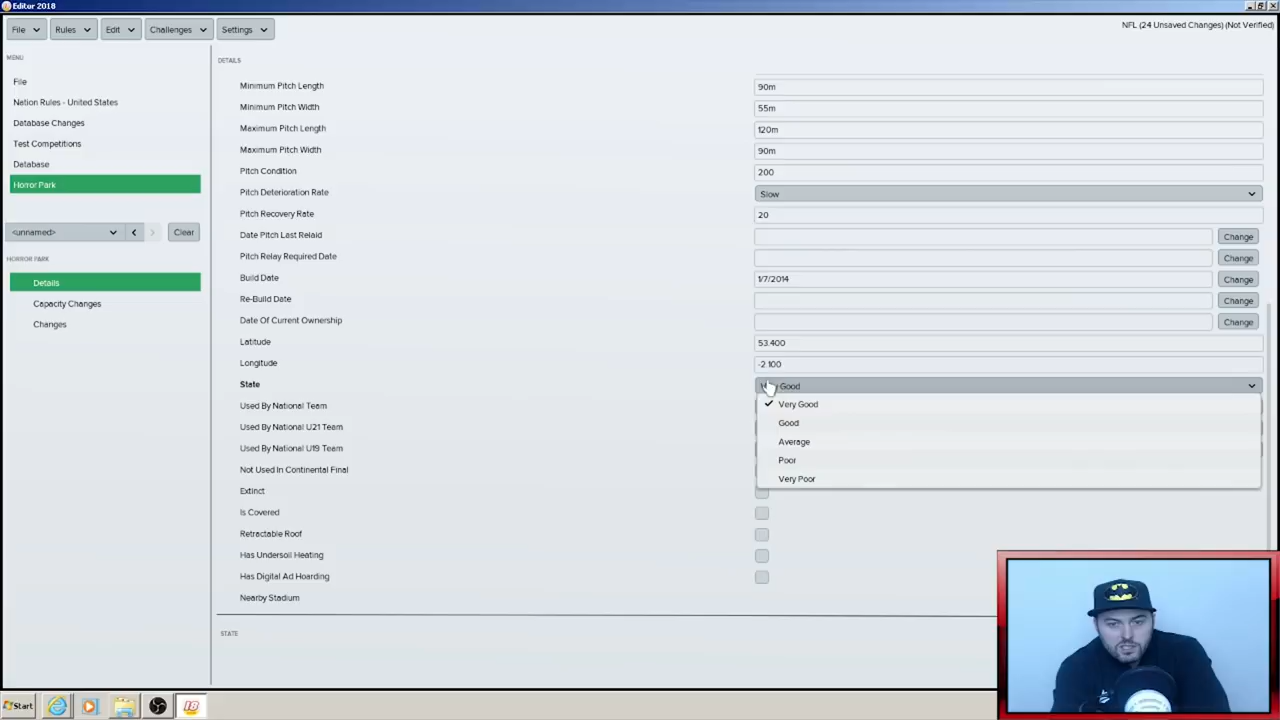 Editor 2018
File Rules Edit Challenges Settings
NFL (24 Unsaved Changes) (Not Verified)
MENU
File
Nation Rules - United States
Database Changes
Test Competitions
Database
Horror Park
<unnamed> Clear
HORROR PARK
Details
Capacity Changes
Changes
DETAILS
Minimum Pitch Length 90m
Minimum Pitch Width 55m
Maximum Pitch Length 120m
Maximum Pitch Width 90m
Pitch Condition 200
Pitch Deterioration Rate Slow
Pitch Recovery Rate 20
Date Pitch Last Relaid Change
Pitch Relay Required Date Change
Build Date 1/7/2014 Change
Re-Build Date Change
Date Of Current Ownership Change
Latitude 53.400
Longitude -2.100
State Good
Very Good
Good
Average
Poor
Very Poor
Used By National Team
Used By National U21 Team
Used By National U19 Team
Not Used In Continental Final
Extinct
Is Covered
Retractable Roof
Has Undersoil Heating
Has Digital Ad Hoarding
Nearby Stadium
STATE
Start 18